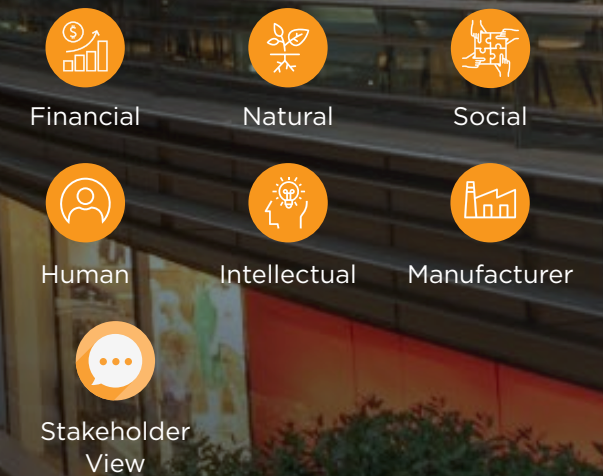 Financial
Natural
Social
Human
Intellectual
Manufacturer
Stakeholder
View